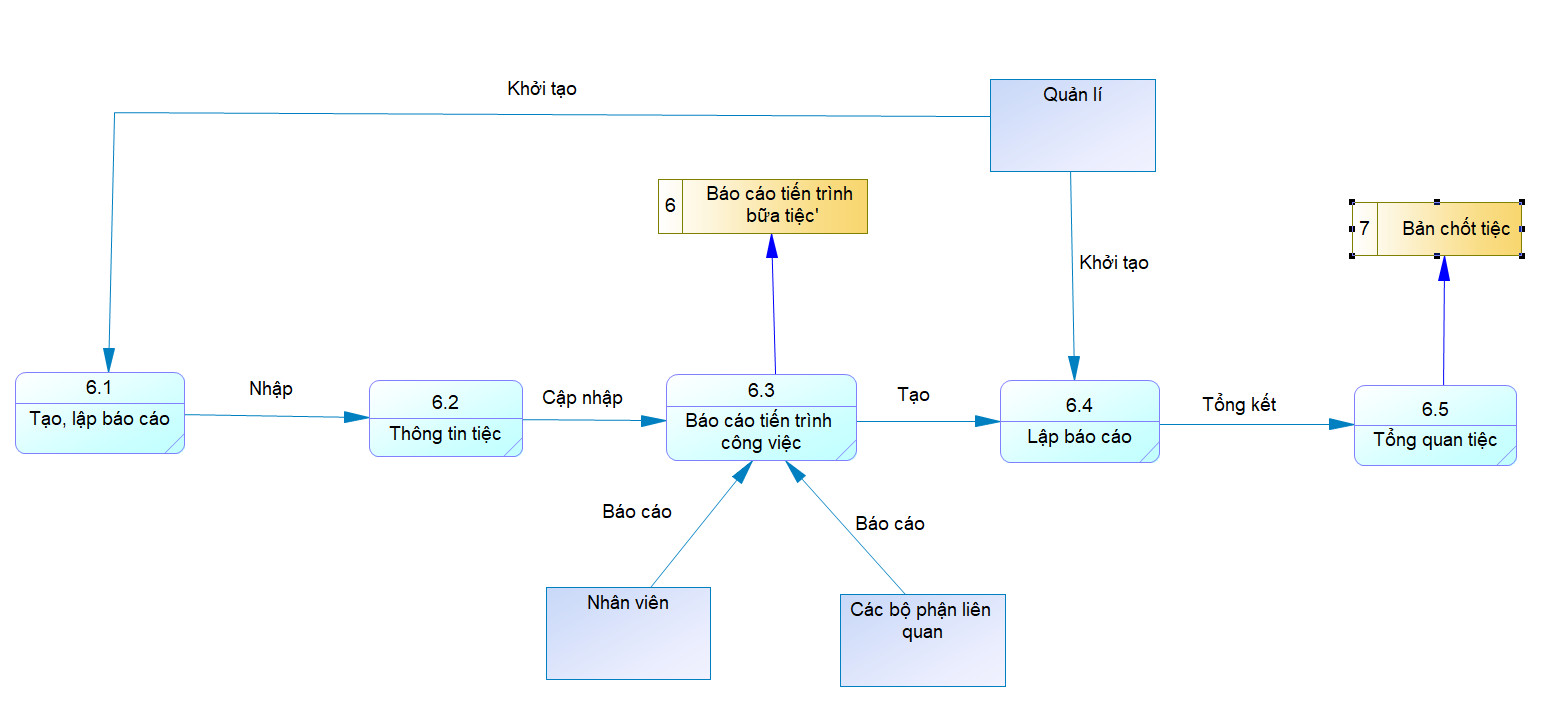 Khởi tạo
Quản lí
6
Báo cáo tiến trình
bữa tiệc'
7
Bản chốt tiệc
Khởi tạo
6.1
Tạo, lập báo cáo
Nhập
6.2
Thông tin tiệc
Cập nhập
6.3
Báo cáo tiến trình
công việc
Tạo
6.4
Lập báo cáo
Tổng kết
6.5
Tổng quan tiệc
Báo cáo
Báo cáo
Nhân viên
Các bộ phận liên
quan